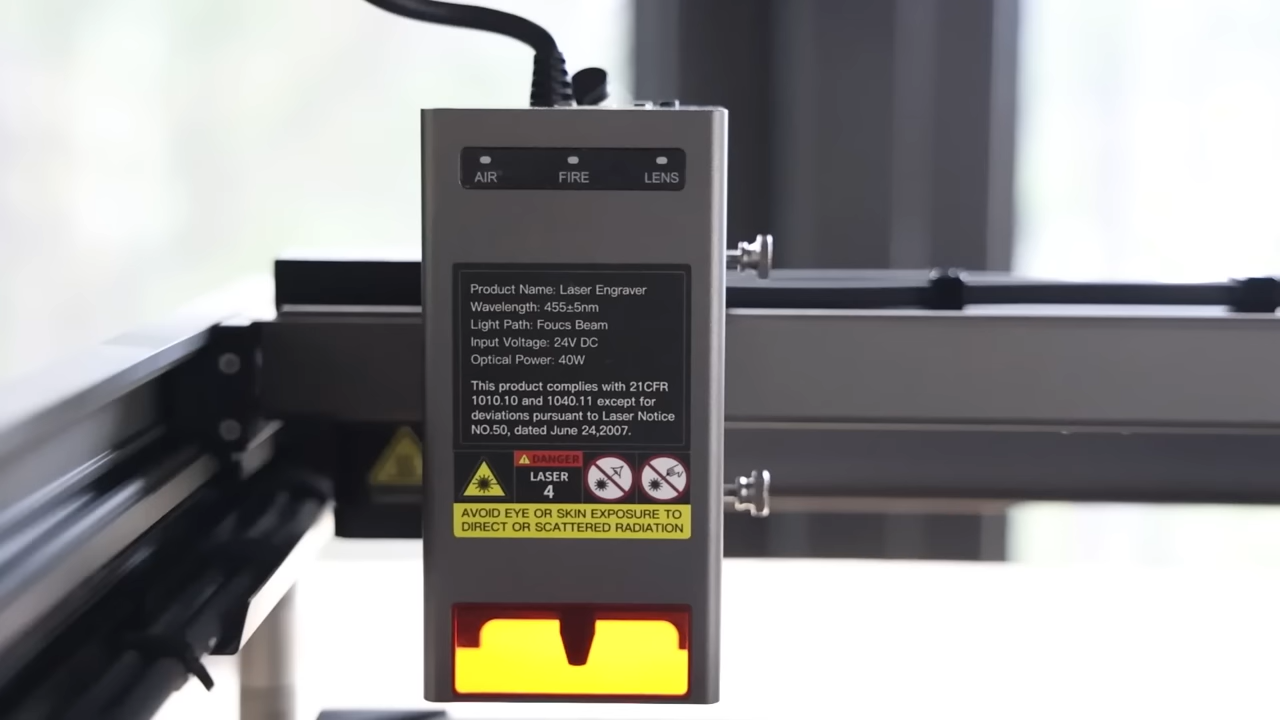 AIR FIRE LENS
Product Name: Laser Engraver
Wavelength: 455±5nm
Light Path: Foucs Beam
Input Voltage: 24V DC
Optical Power: 40W
This product complies with 21CFR
1010.10 and 1040.11 except for
deviations pursuant to Laser Notice
NO.50, dated June 24,2007.
DANGER
LASER
4
AVOID EYE OR SKIN EXPOSURE TO
DIRECT OR SCATTERED RADIATION